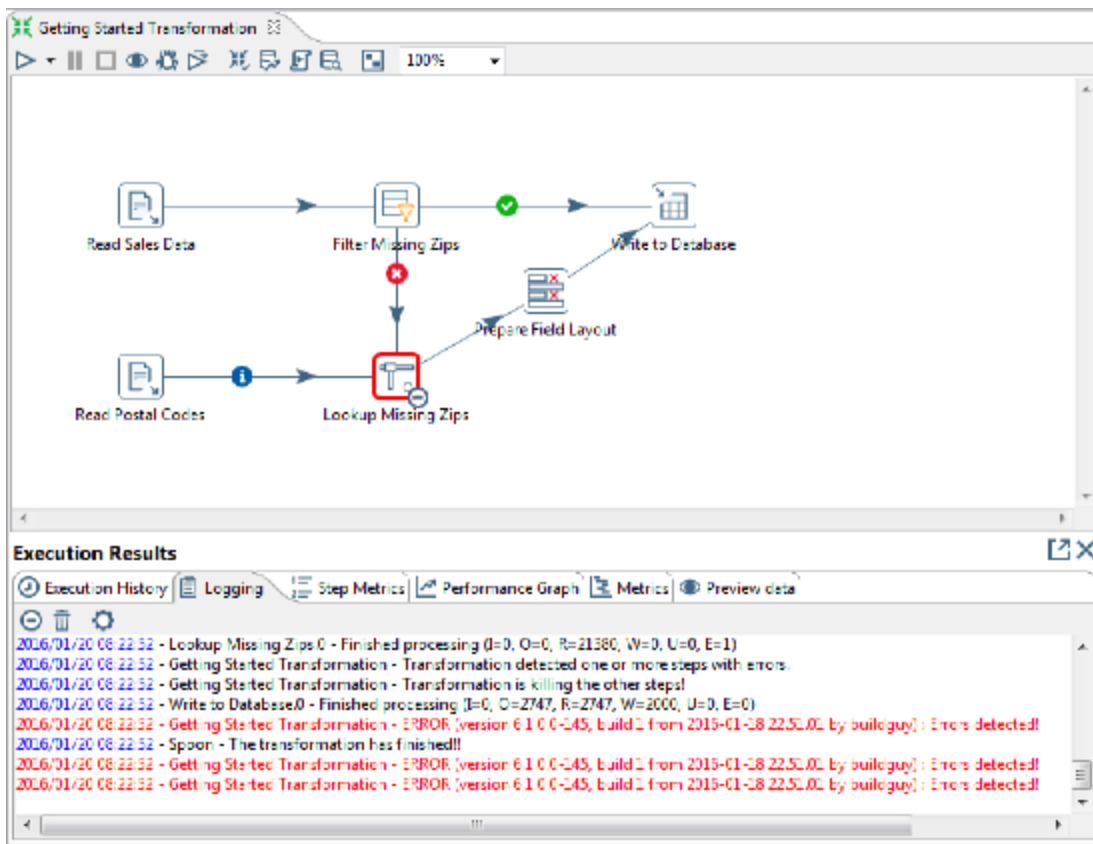 Getting Started Transformation
100%
Read Sales Data
Filter Missing Zips
Write to Database
Prepare Field Layout
Read Postal Codes
Lookup Missing Zips
Execution Results
Execution History Logging Step Metrics Performance Graph Metrics Preview data
2016/01/20 08:22:52 - Lookup Missing Zips.0 - Finished processing (I=0, O=0, R=21380, W=0, U=0, E=1)
2016/01/20 08:22:52 - Getting Started Transformation - Transformation detected one or more steps with errors.
2016/01/20 08:22:52 - Getting Started Transformation - Transformation is killing the other steps!
2016/01/20 08:22:52 - Write to Database.0 - Finished processing (I=0, O=2747, R=2747, W=2000, U=0, E=0)
2016/01/20 08:22:52 - Getting Started Transformation - ERROR (version 6.1.0.0-145, build 1 from 2016-01-18 22.51.01 by buildguy) : Errors detected!
2016/01/20 08:22:52 - Spoon - The transformation has finished!!
2016/01/20 08:22:52 - Getting Started Transformation - ERROR (version 6.1.0.0-145, build 1 from 2016-01-18 22.51.01 by buildguy) : Errors detected!
2016/01/20 08:22:52 - Getting Started Transformation - ERROR (version 6.1.0.0-145, build 1 from 2016-01-18 22.51.01 by buildguy) : Errors detected!